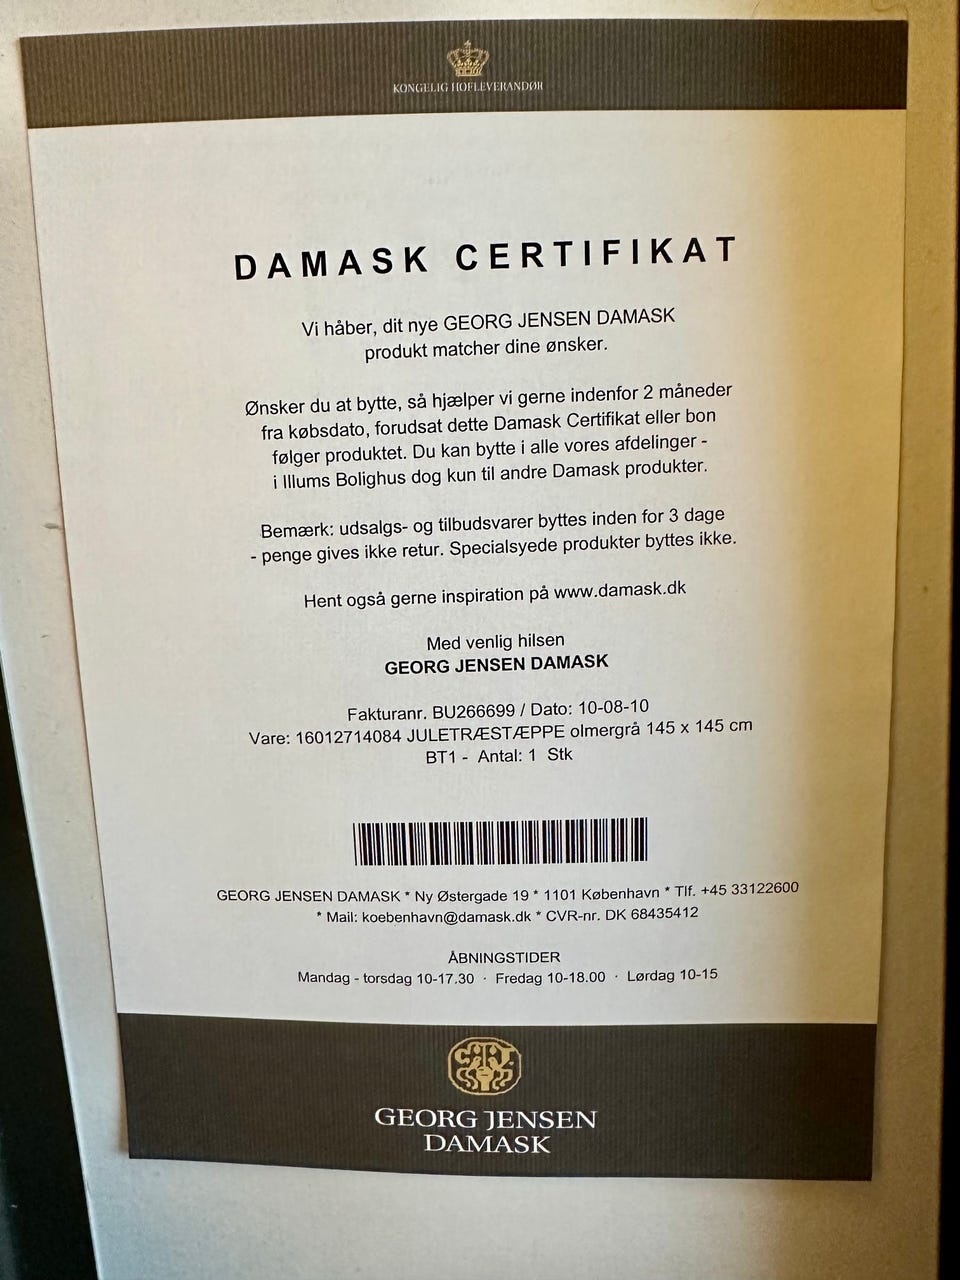 KONGELIG HOFLEVERANDØR
DAMASK CERTIFIKAT
Vi håber, dit nye GEORG JENSEN DAMASK
produkt matcher dine ønsker.
Ønsker du at bytte, så hjælper vi gerne indenfor 2 måneder
fra købsdato, forudsat dette Damask Certifikat eller bon
følger produktet. Du kan bytte i alle vores afdelinger -
i Illums Bolighus dog kun til andre Damask produkter.
Bemærk: udsalgs- og tilbudsvarer byttes inden for 3 dage
- penge gives ikke retur. Specialsyede produkter byttes ikke.
Hent også gerne inspiration på www.damask.dk
Med venlig hilsen
GEORG JENSEN DAMASK
Fakturanr. BU266699 / Dato: 10-08-10
Vare: 16012714084 JULETRÆSTÆPPE olmergrå 145 x 145 cm
BT1 - Antal: 1 Stk
GEORG JENSEN DAMASK * Ny Østergade 19 * 1101 København * Tlf. +45 33122600
* Mail: koebenhavn@damask.dk * CVR-nr. DK 68435412
ÅBNINGSTIDER
Mandag - torsdag 10-17.30 · Fredag 10-18.00 · Lørdag 10-15
GEORG JENSEN
DAMASK